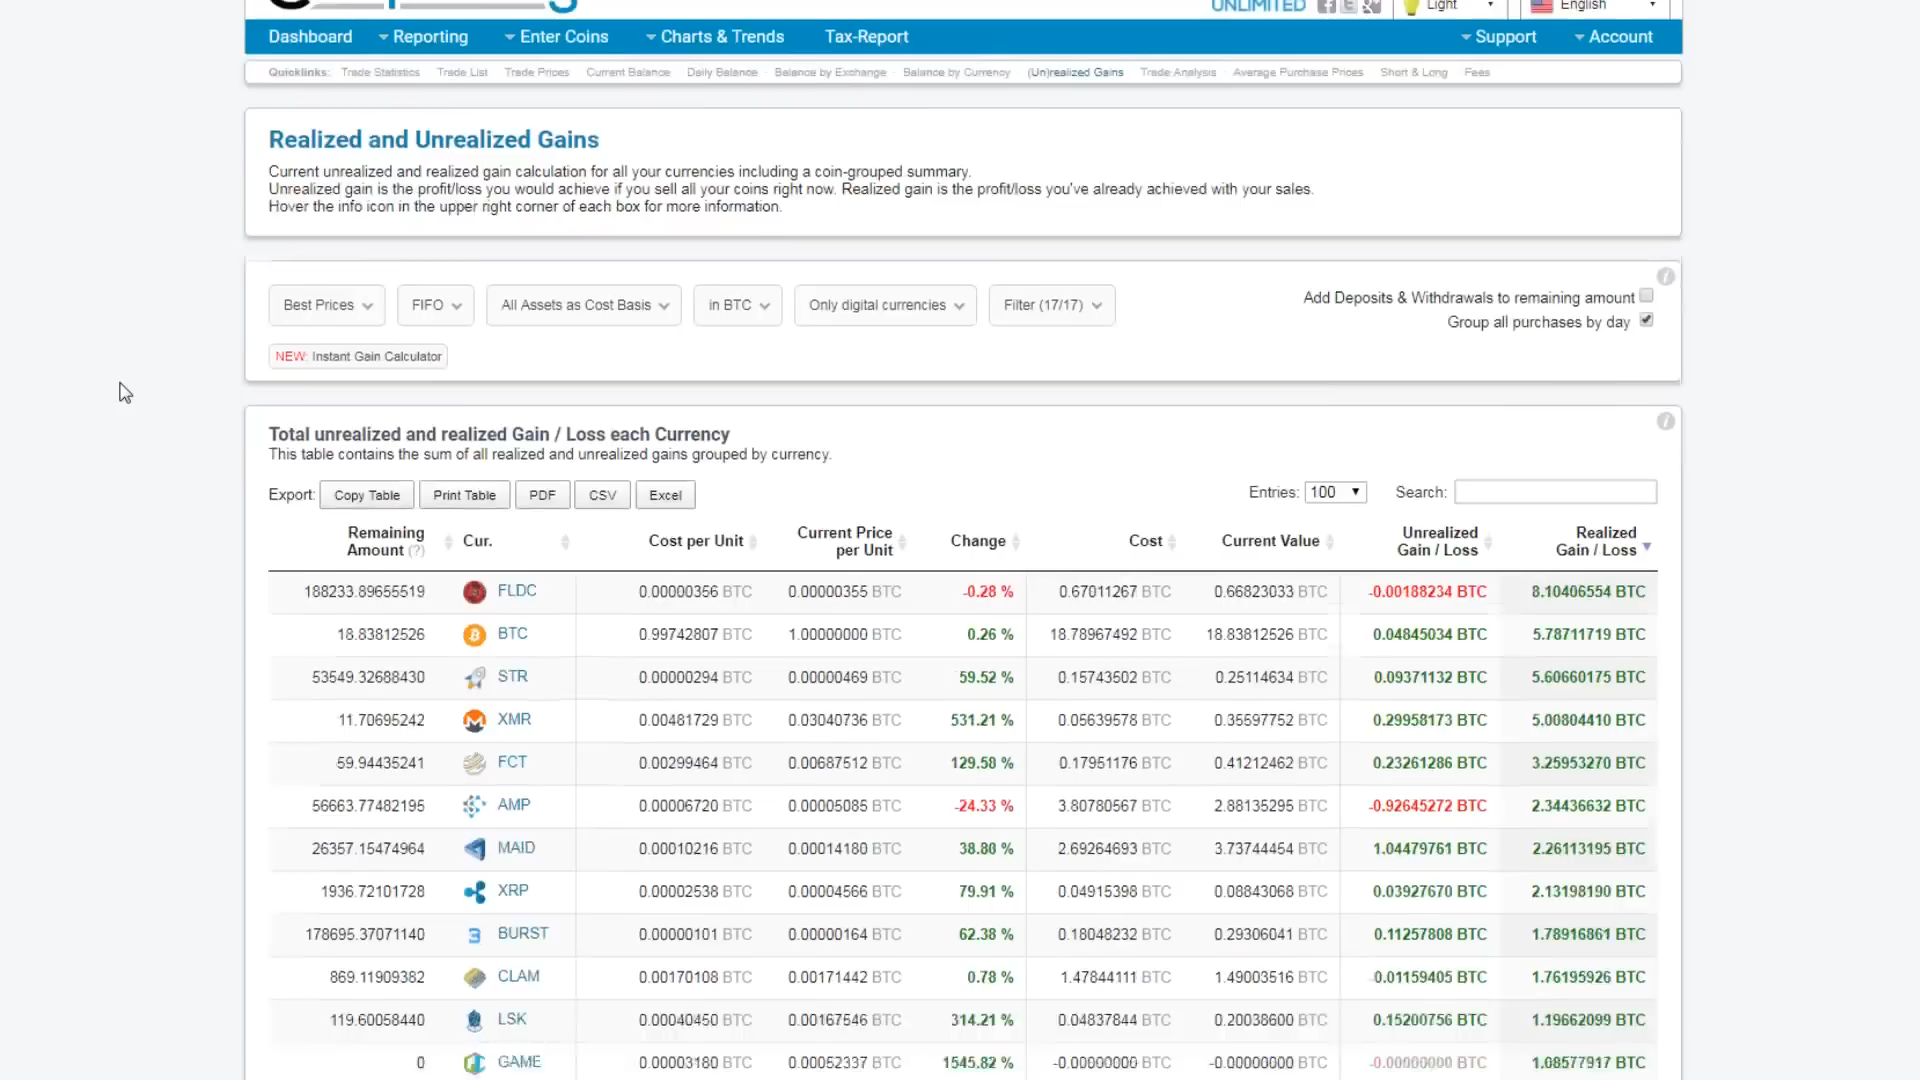 UNLIMITED Light English
Dashboard Reporting Enter Coins Charts & Trends Tax-Report Support Account
Quicklinks: Trade Statistics Trade List Trade Prices Current Balance Daily Balance Balance by Exchange Balance by Currency (Un)realized Gains Trade Analysis Average Purchase Prices Short & Long Fees
Realized and Unrealized Gains
Current unrealized and realized gain calculation for all your currencies including a coin-grouped summary.
Unrealized gain is the profit/loss you would achieve if you sell all your coins right now. Realized gain is the profit/loss you've already achieved with your sales.
Hover the info icon in the upper right corner of each box for more information.
Best Prices FIFO All Assets as Cost Basis in BTC Only digital currencies Filter (17/17)
Add Deposits & Withdrawals to remaining amount
Group all purchases by day
NEW: Instant Gain Calculator
Total unrealized and realized Gain / Loss each Currency
This table contains the sum of all realized and unrealized gains grouped by currency.
Export: Copy Table Print Table PDF CSV Excel Entries: 100 Search:
Remaining Amount (?) Cur. Cost per Unit Current Price per Unit Change Cost Current Value Unrealized Gain / Loss Realized Gain / Loss
188233.89655519 FLDC 0.00000356 BTC 0.00000355 BTC -0.28 % 0.67011267 BTC 0.66823033 BTC -0.00188234 BTC 8.10406554 BTC
18.83812526 BTC 0.99742807 BTC 1.00000000 BTC 0.26 % 18.78967492 BTC 18.83812526 BTC 0.04845034 BTC 5.78711719 BTC
53549.32688430 STR 0.00000294 BTC 0.00000469 BTC 59.52 % 0.15743502 BTC 0.25114634 BTC 0.09371132 BTC 5.60660175 BTC
11.70695242 XMR 0.00481729 BTC 0.03040736 BTC 531.21 % 0.05639578 BTC 0.35597752 BTC 0.29958173 BTC 5.00804410 BTC
59.94435241 FCT 0.00299464 BTC 0.00687512 BTC 129.58 % 0.17951176 BTC 0.41212462 BTC 0.23261286 BTC 3.25953270 BTC
56663.77482195 AMP 0.00006720 BTC 0.00005085 BTC -24.33 % 3.80780567 BTC 2.88135295 BTC -0.92645272 BTC 2.34436632 BTC
26357.15474964 MAID 0.00010216 BTC 0.00014180 BTC 38.80 % 2.69264693 BTC 3.73744454 BTC 1.04479761 BTC 2.26113195 BTC
1936.72101728 XRP 0.00002538 BTC 0.00004566 BTC 79.91 % 0.04915398 BTC 0.08843068 BTC 0.03927670 BTC 2.13198190 BTC
178695.37071140 BURST 0.00000101 BTC 0.00000164 BTC 62.38 % 0.18048232 BTC 0.29306041 BTC 0.11257808 BTC 1.78916861 BTC
869.11909382 CLAM 0.00170108 BTC 0.00171442 BTC 0.78 % 1.47844111 BTC 1.49003516 BTC 0.01159405 BTC 1.76195926 BTC
119.60058440 LSK 0.00040450 BTC 0.00167546 BTC 314.21 % 0.04837844 BTC 0.20038600 BTC 0.15200756 BTC 1.19662099 BTC
0 GAME 0.00003180 BTC 0.00052337 BTC 1545.82 % -0.00000000 BTC -0.00000000 BTC -0.00000000 BTC 1.08577917 BTC